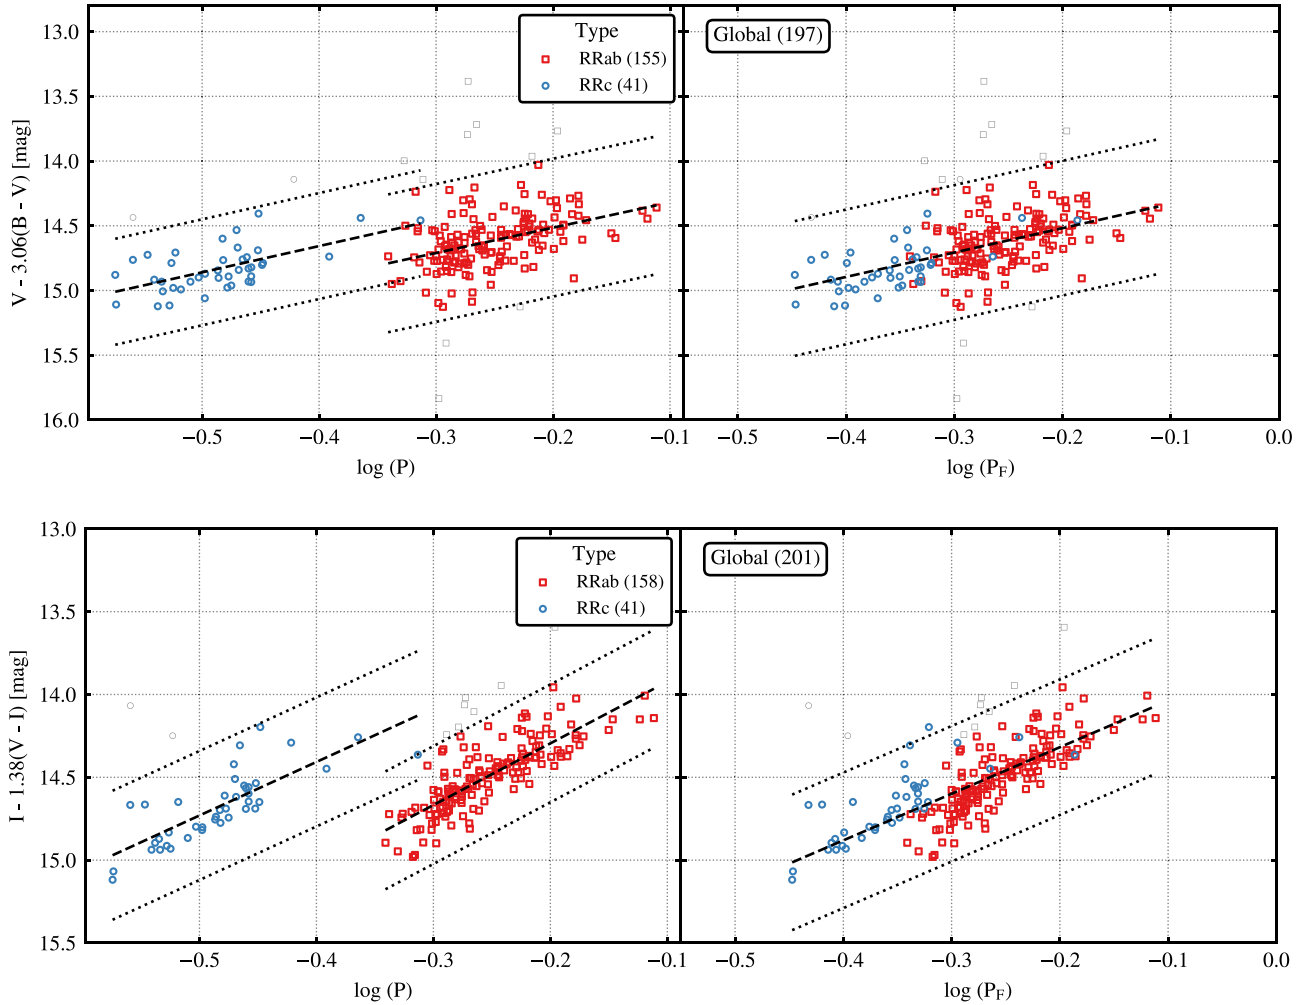 V - 3.06(B - V) [mag]
13.0
13.5
14.0
14.5
15.0
15.5
16.0
Type
RRab (155)
RRc (41)
Global (197)
−0.5
−0.4
−0.3
−0.2
−0.1
log (P)
−0.5
−0.4
−0.3
−0.2
−0.1
0.0
log (P_F)
I - 1.38(V - I) [mag]
13.0
13.5
14.0
14.5
15.0
15.5
Type
RRab (158)
RRc (41)
Global (201)
−0.5
−0.4
−0.3
−0.2
−0.1
log (P)
−0.5
−0.4
−0.3
−0.2
−0.1
0.0
log (P_F)